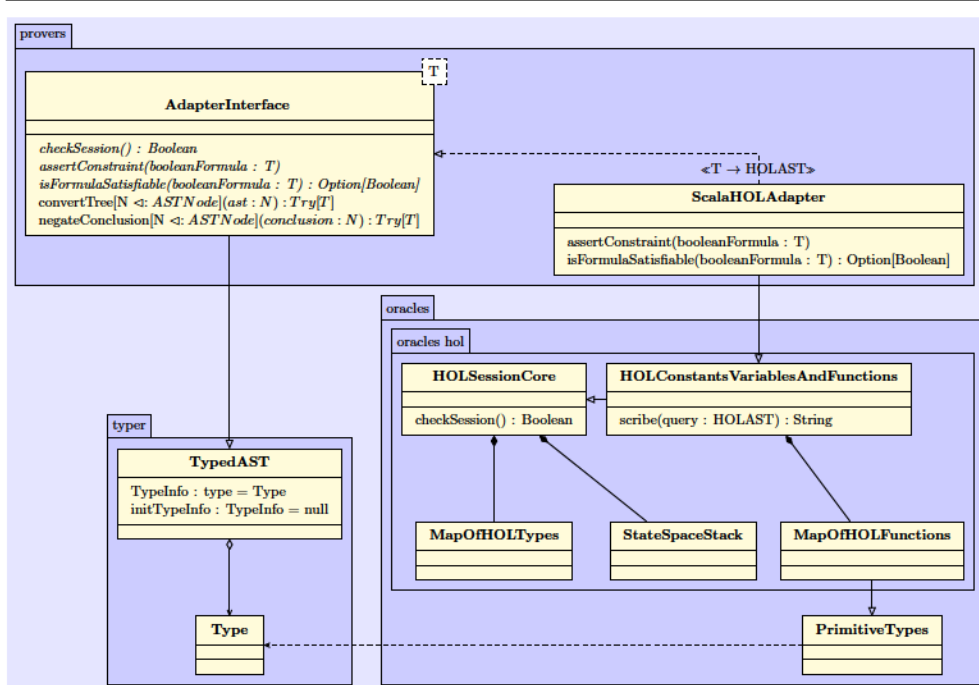 provers
T
AdapterInterface
checkSession() : Boolean
assertConstraint(booleanFormula : T)
isFormulaSatisfiable(booleanFormula : T) : Option[Boolean]
convertTree[N ⊲: ASTNode](ast : N) : Try[T]
negateConclusion[N ⊲: ASTNode](conclusion : N) : Try[T]
≪T → HOLAST≫
ScalaHOLAdapter
assertConstraint(booleanFormula : T)
isFormulaSatisfiable(booleanFormula : T) : Option[Boolean]
oracles
oracles hol
HOLSessionCore
checkSession() : Boolean
HOLConstantsVariablesAndFunctions
scribe(query : HOLAST) : String
typer
TypedAST
TypeInfo : type = Type
initTypeInfo : TypeInfo = null
MapOfHOLTypes
StateSpaceStack
MapOfHOLFunctions
Type
PrimitiveTypes